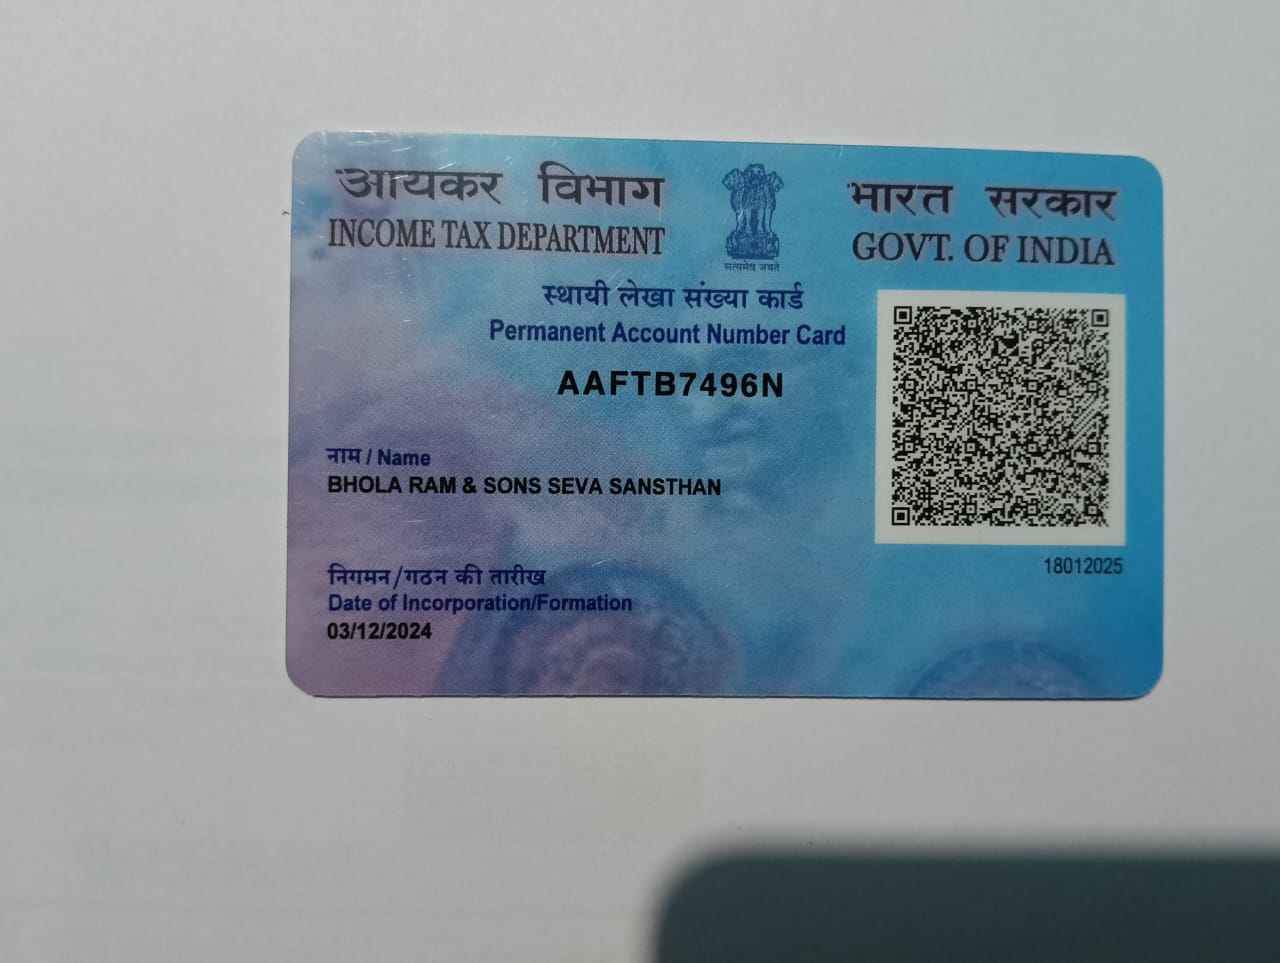 आयकर विभाग
INCOME TAX DEPARTMENT
सत्यमेव जयते
भारत सरकार
GOVT. OF INDIA
स्थायी लेखा संख्या कार्ड
Permanent Account Number Card
AAFTB7496N
नाम / Name
BHOLA RAM & SONS SEVA SANSTHAN
18012025
निगमन/गठन की तारीख
Date of Incorporation/Formation
03/12/2024